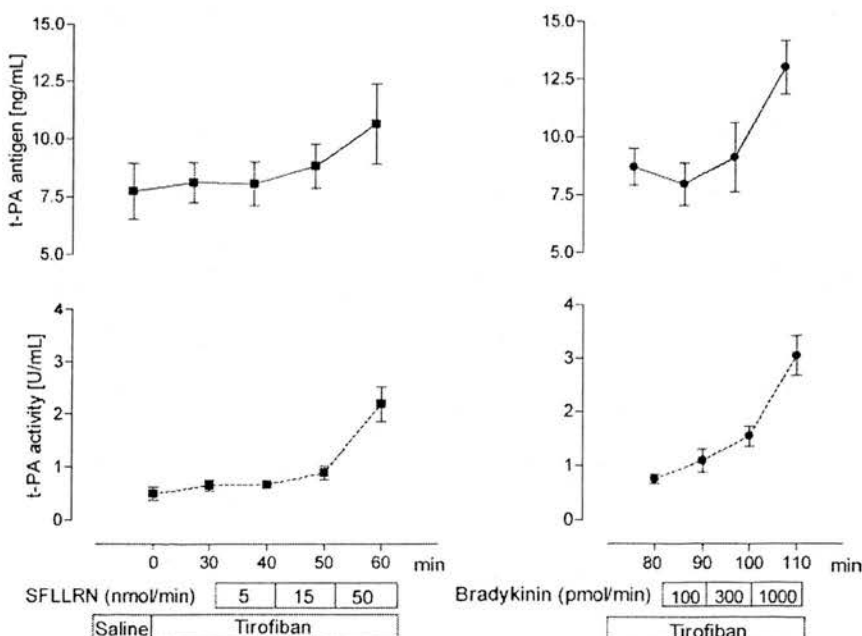 15.0
12.5
10.0
7.5
5.0
t-PA antigen [ng/mL]
15.0
12.5
10.0
7.5
5.0
4
3
2
1
0
t-PA activity [U/mL]
4
3
2
1
0
0 30 40 50 60 min
80 90 100 110 min
SFLLRN (nmol/min) 5 15 50
Bradykinin (pmol/min) 100 300 1000
Saline Tirofiban
Tirofiban